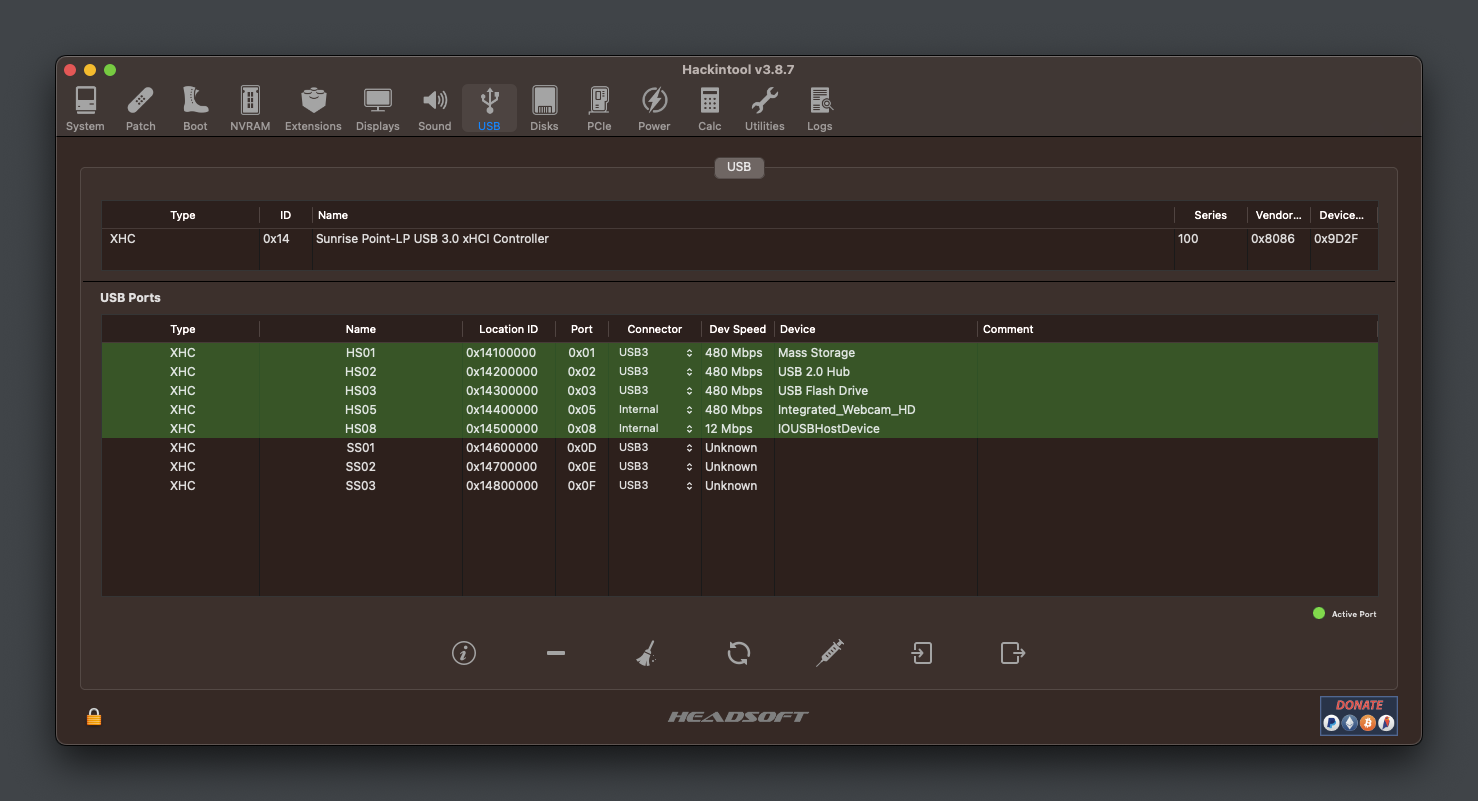 Hackintool v3.8.7
System Patch Boot NVRAM Extensions Displays Sound USB Disks PCIe Power Calc Utilities Logs
USB
Type ID Name Series Vendor... Device...
XHC 0x14 Sunrise Point-LP USB 3.0 xHCI Controller 100 0x8086 0x9D2F
USB Ports
Type Name Location ID Port Connector Dev Speed Device Comment
XHC HS01 0x14100000 0x01 USB3 480 Mbps Mass Storage
XHC HS02 0x14200000 0x02 USB3 480 Mbps USB 2.0 Hub
XHC HS03 0x14300000 0x03 USB3 480 Mbps USB Flash Drive
XHC HS05 0x14400000 0x05 Internal 480 Mbps Integrated_Webcam_HD
XHC HS08 0x14500000 0x08 Internal 12 Mbps IOUSBHostDevice
XHC SS01 0x14600000 0x0D USB3 Unknown
XHC SS02 0x14700000 0x0E USB3 Unknown
XHC SS03 0x14800000 0x0F USB3 Unknown
Active Port
HEADSOFT
DONATE